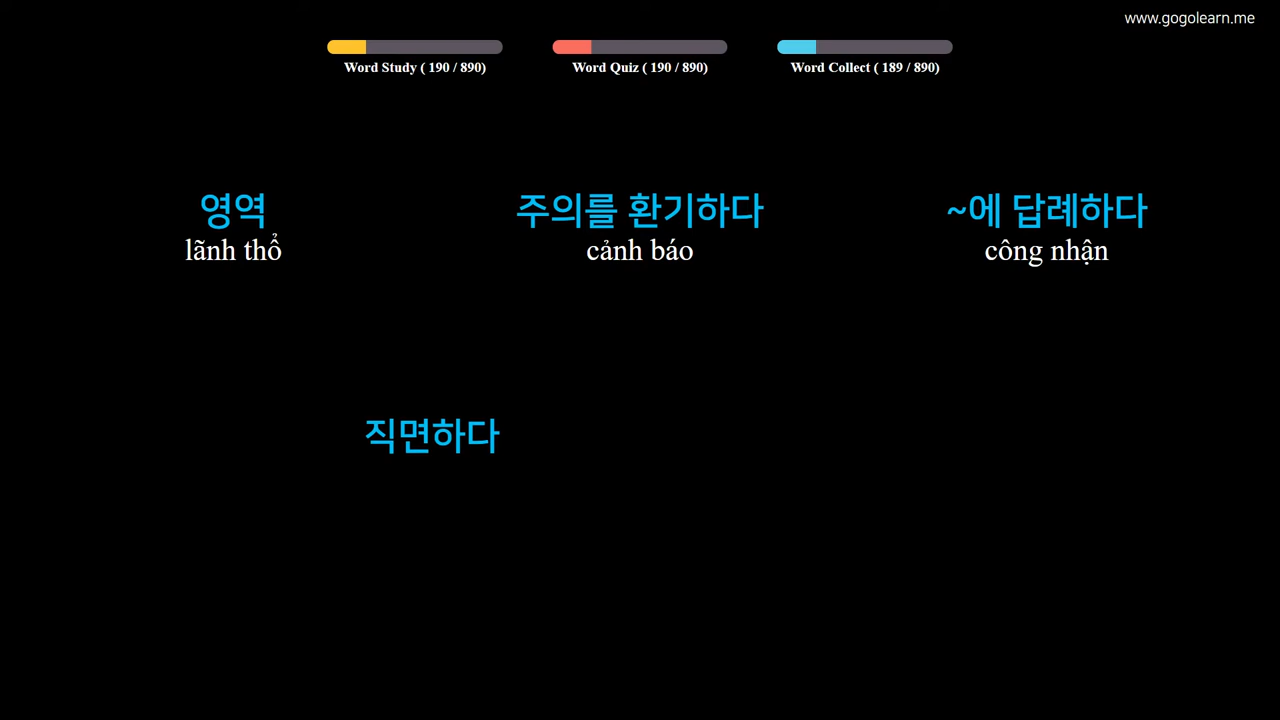 www.gogolearn.me
Word Study ( 190 / 890)
Word Quiz ( 190 / 890)
Word Collect ( 189 / 890)
영역
lãnh thổ
주의를 환기하다
cảnh báo
~에 답례하다
công nhận
직면하다